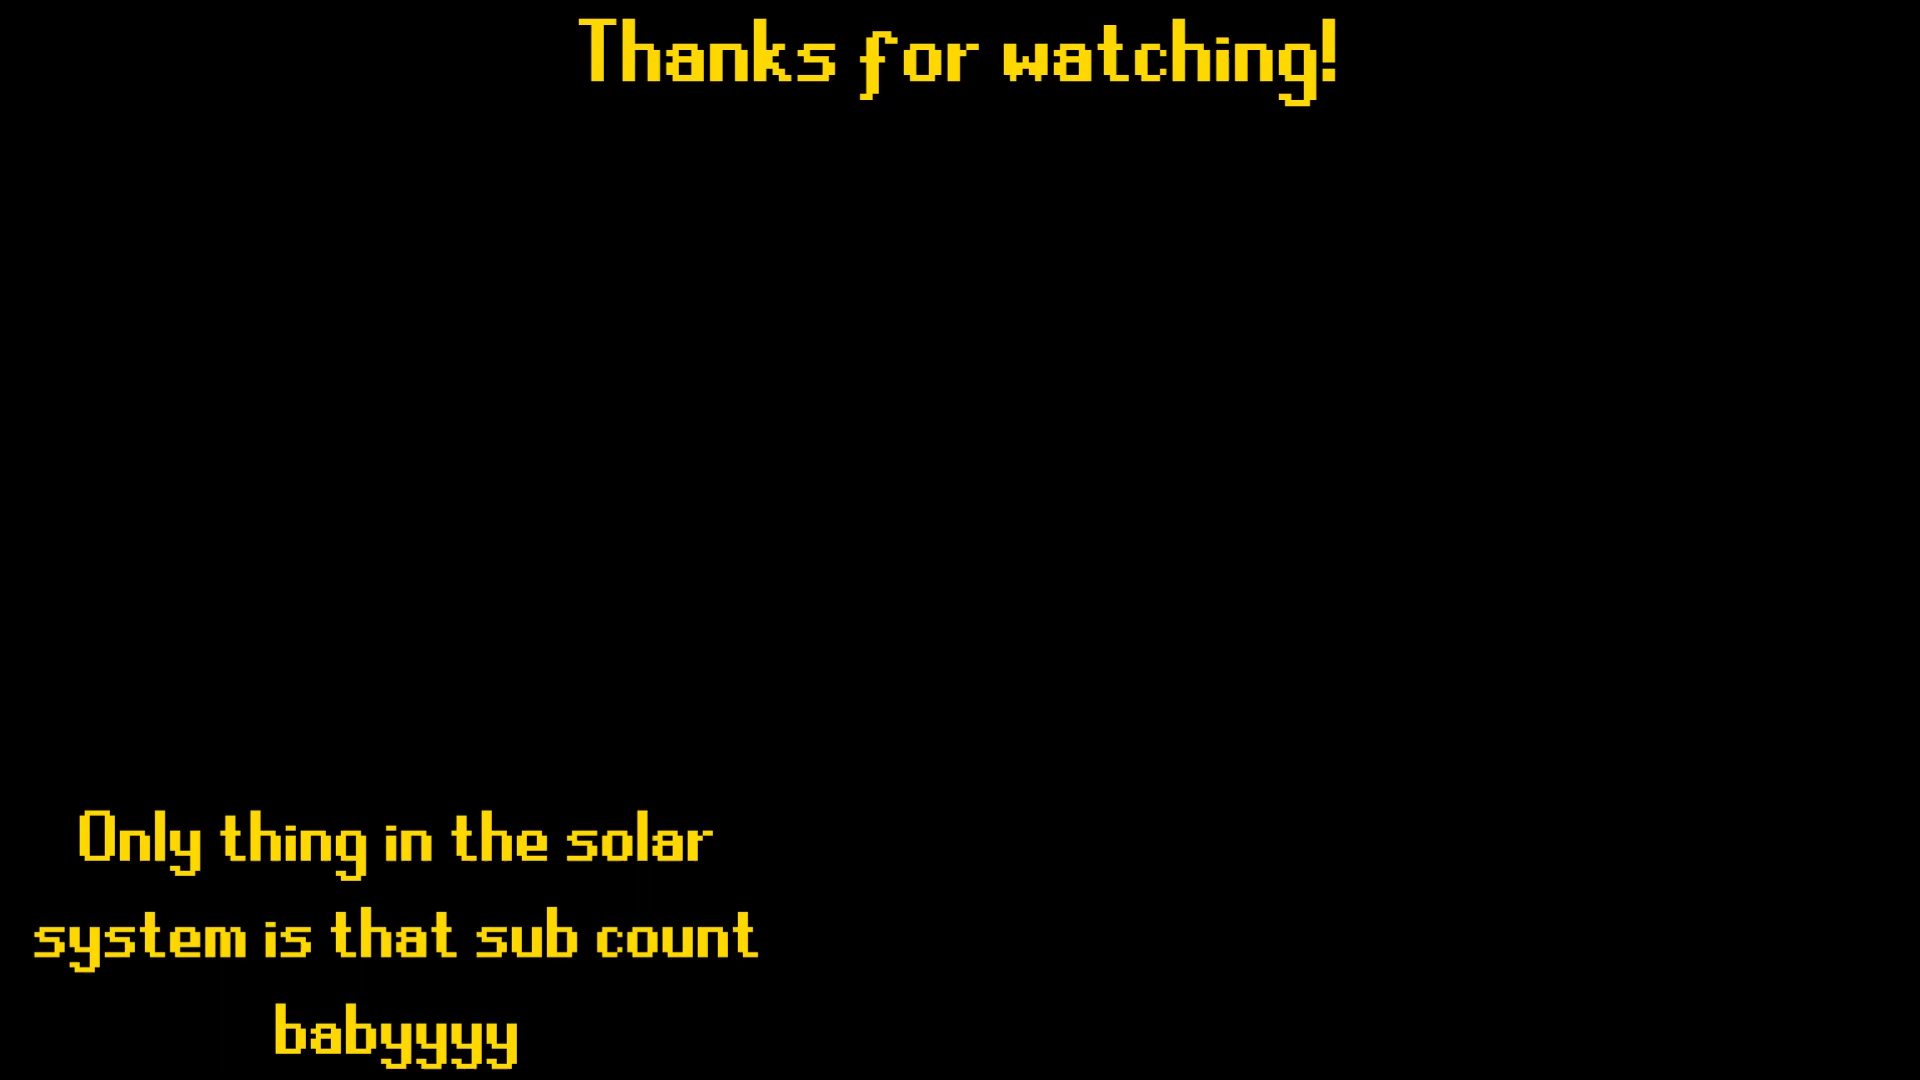 Thanks for watching!
Only thing in the solar
system is that sub count
babyyyy